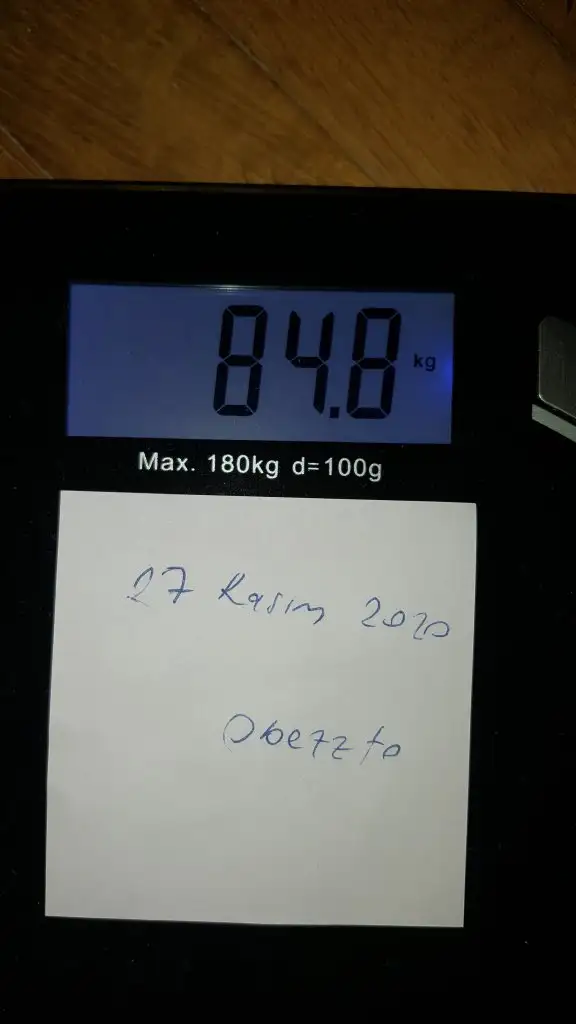 84.8 kg
Max. 180kg d=100g
27 Kasım 2020
Obezzto